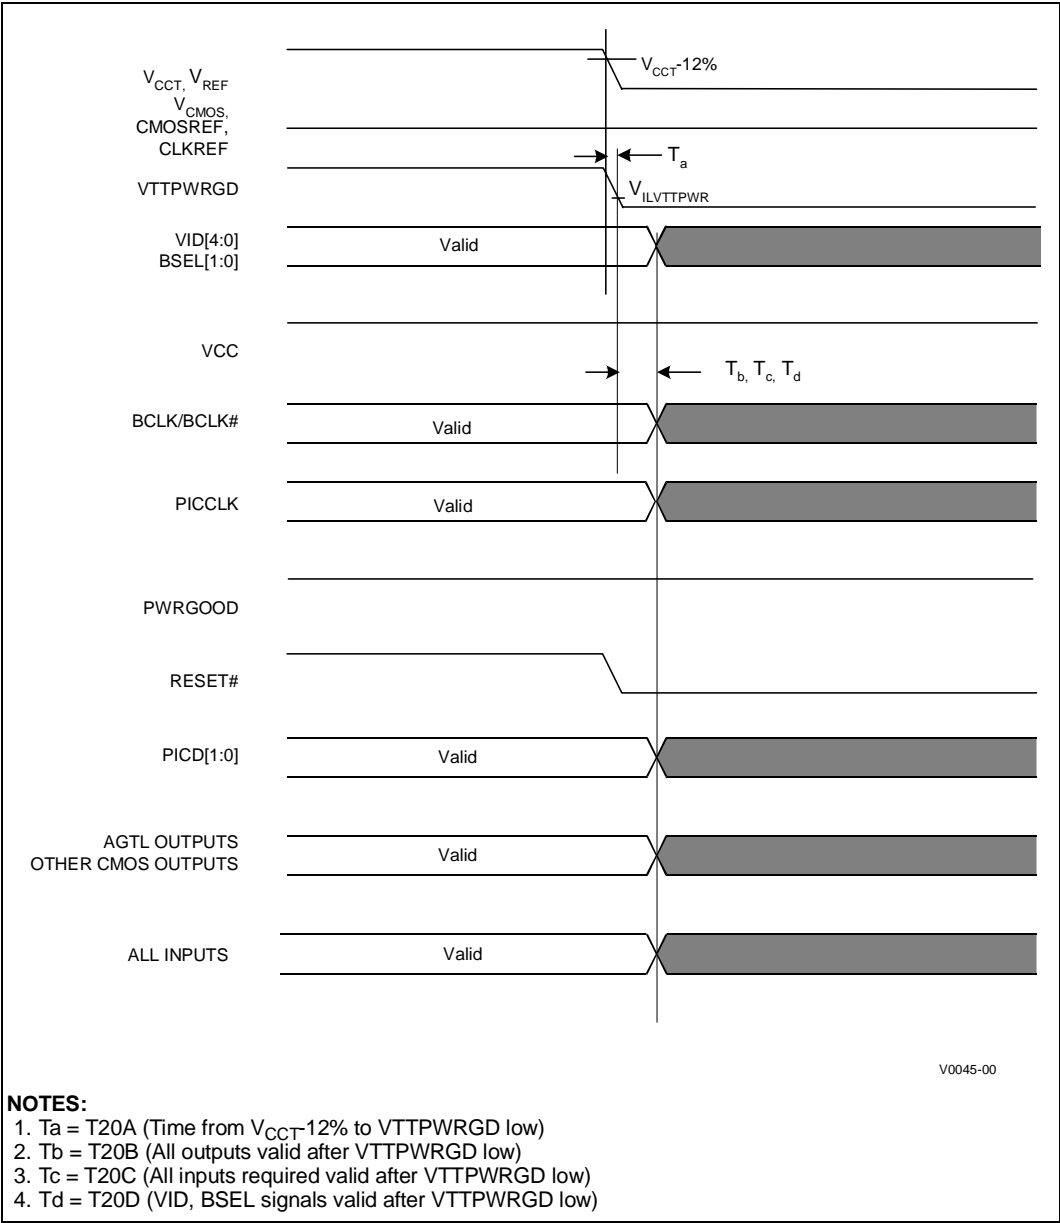 V_CCT-12%
V_CCT, V_REF
V_CMOS,
CMOSREF,
CLKREF
T_a
VTTPWRGD
V_ILVTTPWR
VID[4:0]
BSEL[1:0]
Valid
VCC
T_b, T_c, T_d
BCLK/BCLK#
Valid
PICCLK
Valid
PWRGOOD
RESET#
PICD[1:0]
Valid
AGTL OUTPUTS
OTHER CMOS OUTPUTS
Valid
ALL INPUTS
Valid
V0045-00
NOTES:
1. Ta = T20A (Time from V_CCT-12% to VTTPWRGD low)
2. Tb = T20B (All outputs valid after VTTPWRGD low)
3. Tc = T20C (All inputs required valid after VTTPWRGD low)
4. Td = T20D (VID, BSEL signals valid after VTTPWRGD low)